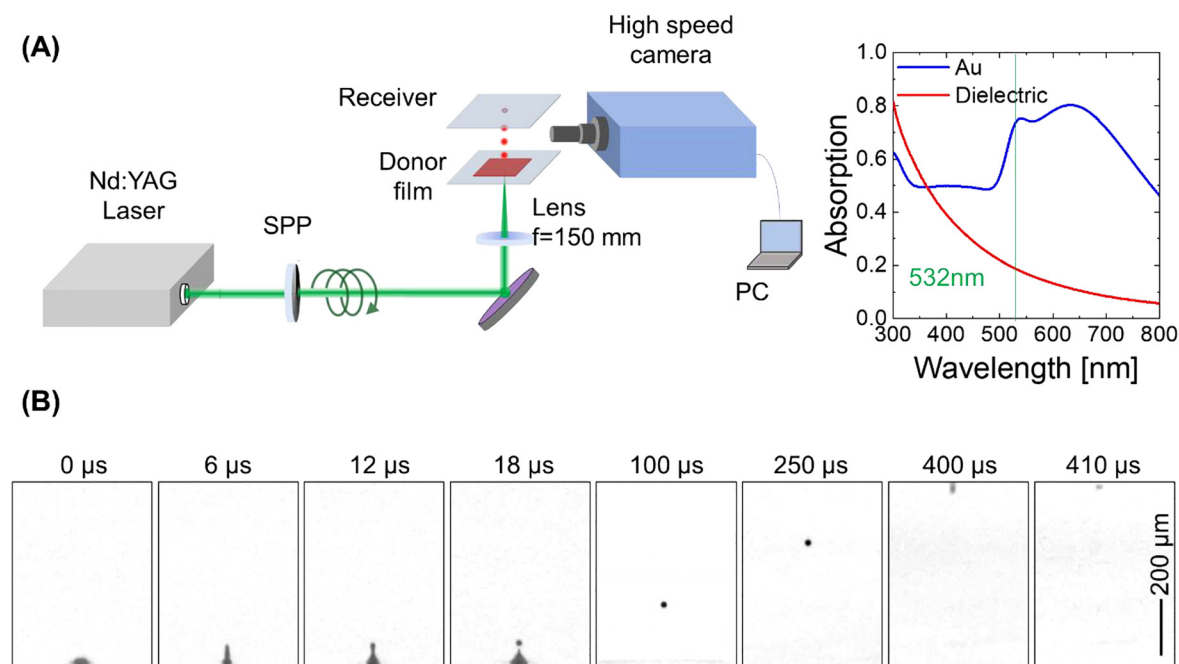 (A)
High speed
camera
Receiver
Donor
film
Nd:YAG
Laser
SPP
Lens
f=150 mm
PC
1.0
0.8
0.6
0.4
0.2
0.0
Absorption
Au
Dielectric
532nm
300 400 500 600 700 800
Wavelength [nm]
(B)
0 µs 6 µs 12 µs 18 µs 100 µs 250 µs 400 µs 410 µs
200 µm